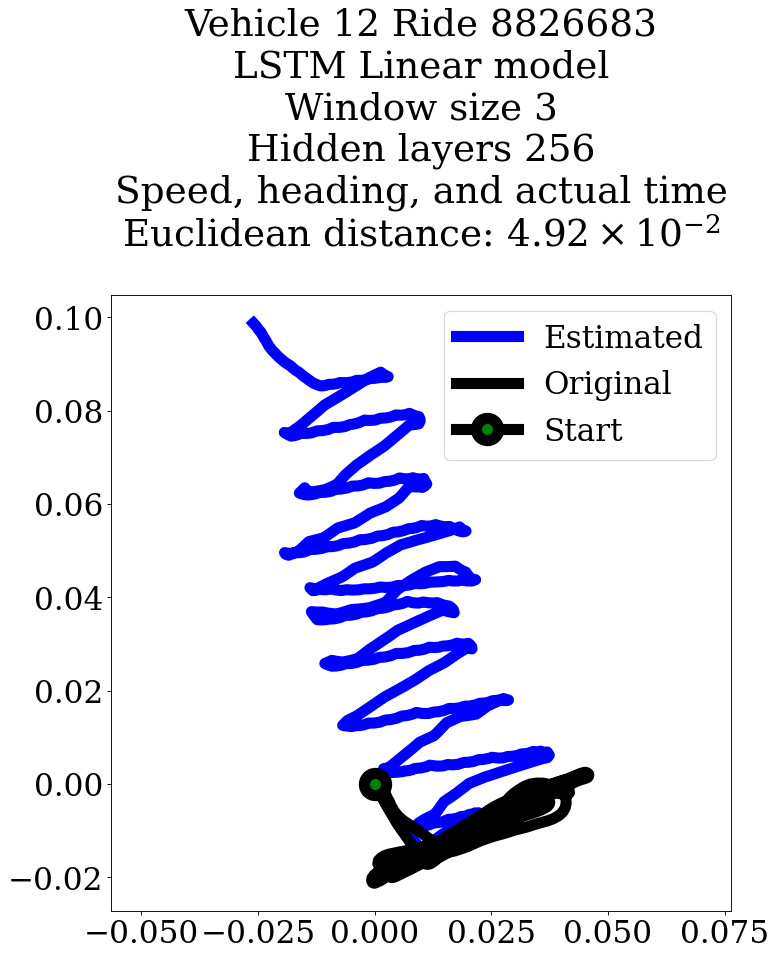 Vehicle 12 Ride 8826683
LSTM Linear model
Window size 3
Hidden layers 256
Speed, heading, and actual time
Euclidean distance: 4.92 × 10⁻²
Estimated
Original
Start
0.10
0.08
0.06
0.04
0.02
0.00
−0.02
−0.050 −0.025 0.000 0.025 0.050 0.075